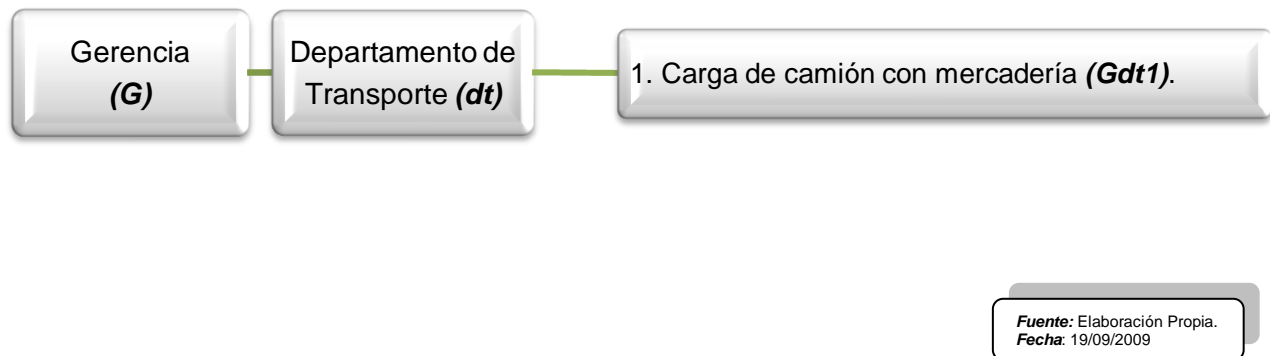 Gerencia
(G)
Departamento de
Transporte (dt)
1. Carga de camión con mercadería (Gdt1).
Fuente: Elaboración Propia.
Fecha: 19/09/2009